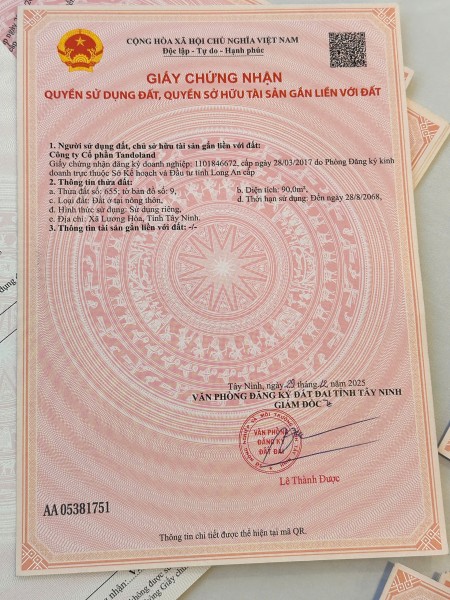 CỘNG HÒA XÃ HỘI CHỦ NGHĨA VIỆT NAM
Độc lập - Tự do - Hạnh phúc
GIẤY CHỨNG NHẬN
QUYỀN SỬ DỤNG ĐẤT, QUYỀN SỞ HỮU TÀI SẢN GẮN LIỀN VỚI ĐẤT
1. Người sử dụng đất, chủ sở hữu tài sản gắn liền với đất:
Công ty Cổ phần Tandoland
Giấy chứng nhận đăng ký doanh nghiệp: 1101846672, cấp ngày 28/03/2017 do Phòng Đăng ký kinh
doanh trực thuộc Sở Kế hoạch và Đầu tư tỉnh Long An cấp
2. Thông tin thửa đất:
a. Thửa đất số: 655; tờ bản đồ số: 9,
b. Diện tích: 90,0m²,
c. Loại đất: Đất ở tại nông thôn,
d. Thời hạn sử dụng: Đến ngày 28/8/2068,
đ. Hình thức sử dụng: Sử dụng riêng,
e. Địa chỉ: Xã Lương Hòa, Tỉnh Tây Ninh.
3. Thông tin tài sản gắn liền với đất: -/-
Tây Ninh, ngày tháng 12 năm 2025
VĂN PHÒNG ĐĂNG KÝ ĐẤT ĐAI TỈNH TÂY NINH
GIÁM ĐỐC
VĂN PHÒNG
ĐĂNG KÝ
ĐẤT ĐAI
Lê Thành Được
AA 05381751
Thông tin chi tiết được thể hiện tại mã QR.